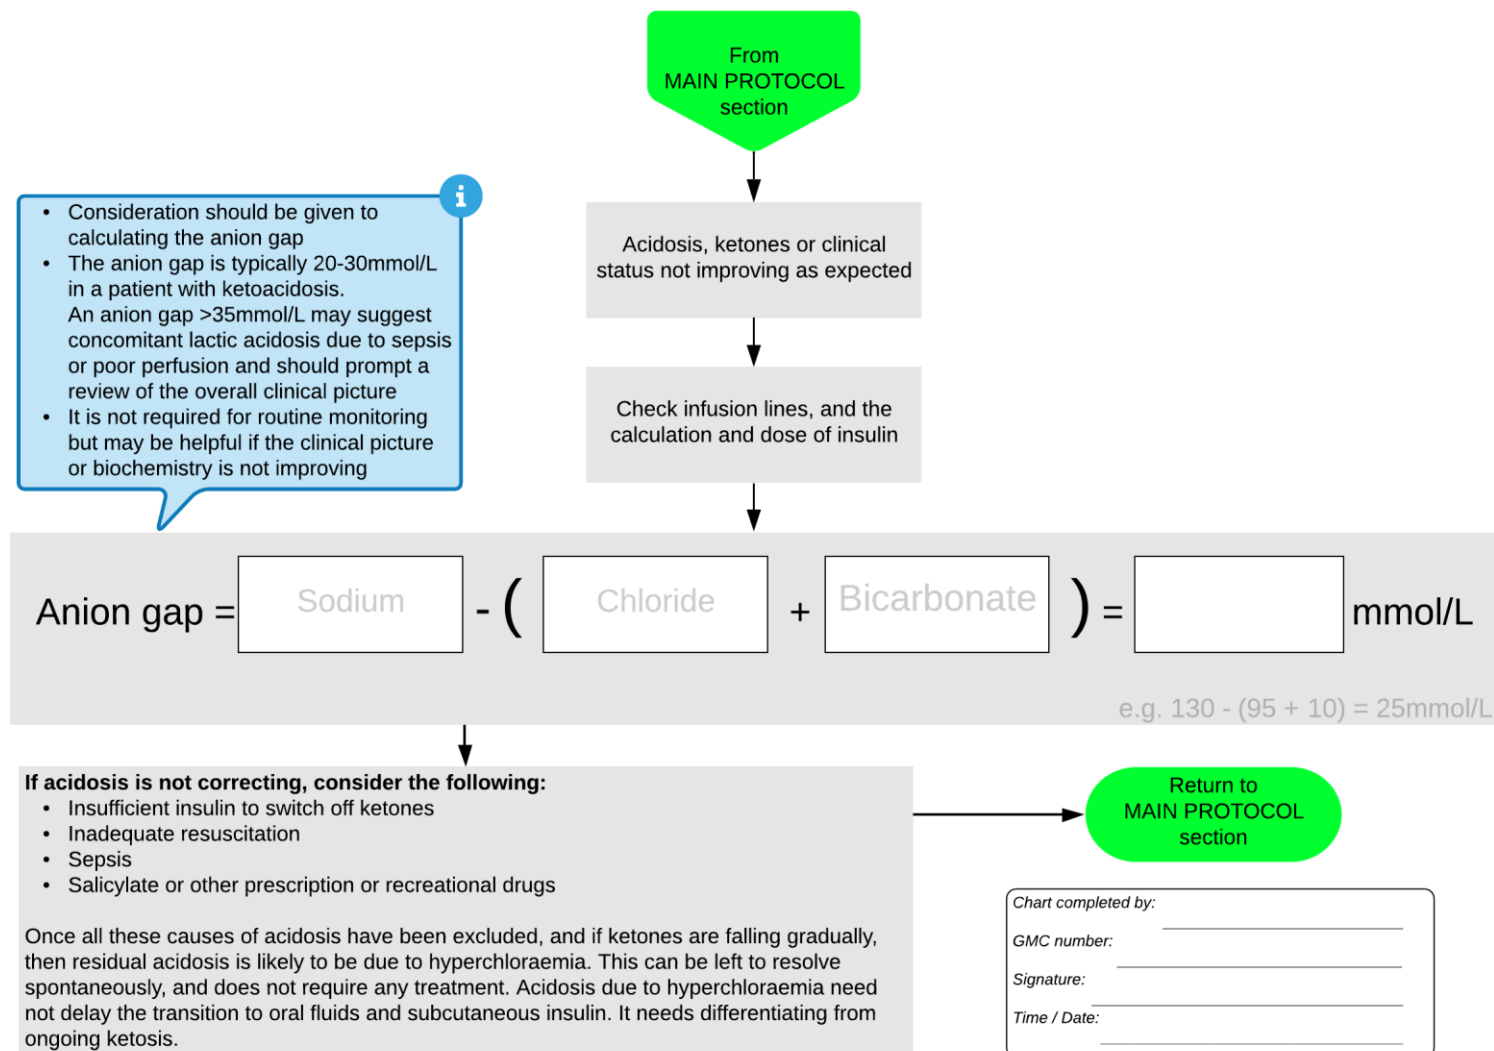 From
MAIN PROTOCOL
section
• Consideration should be given to
calculating the anion gap
• The anion gap is typically 20-30mmol/L
in a patient with ketoacidosis.
An anion gap >35mmol/L may suggest
concomitant lactic acidosis due to sepsis
or poor perfusion and should prompt a
review of the overall clinical picture
• It is not required for routine monitoring
but may be helpful if the clinical picture
or biochemistry is not improving
i
Acidosis, ketones or clinical
status not improving as expected
Check infusion lines, and the
calculation and dose of insulin
Anion gap = Sodium - ( Chloride + Bicarbonate ) = mmol/L
e.g. 130 - (95 + 10) = 25mmol/L
If acidosis is not correcting, consider the following:
• Insufficient insulin to switch off ketones
• Inadequate resuscitation
• Sepsis
• Salicylate or other prescription or recreational drugs
Once all these causes of acidosis have been excluded, and if ketones are falling gradually,
then residual acidosis is likely to be due to hyperchloraemia. This can be left to resolve
spontaneously, and does not require any treatment. Acidosis due to hyperchloraemia need
not delay the transition to oral fluids and subcutaneous insulin. It needs differentiating from
ongoing ketosis.
Return to
MAIN PROTOCOL
section
Chart completed by:
GMC number:
Signature:
Time / Date: